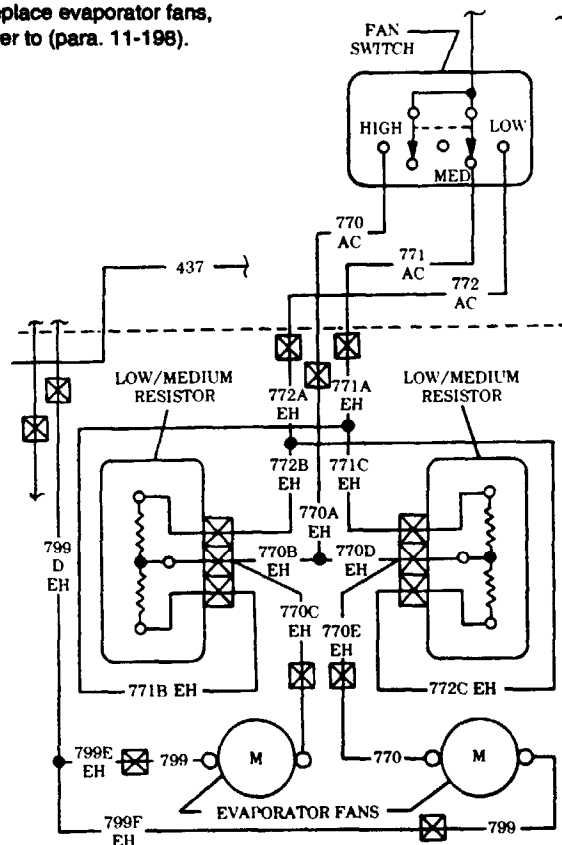 eplace evaporator fans,
er to (para. 11-198).
FAN
SWITCH
HIGH
LOW
MED
770
AC
771
AC
772
AC
437
LOW/MEDIUM
RESISTOR
LOW/MEDIUM
RESISTOR
772A
EH
771A
EH
772B
EH
771C
EH
770A
EH
799
D
EH
770B
EH
770D
EH
770C
EH
770E
EH
771B EH
772C EH
799E
EH
799
M
770
M
EVAPORATOR FANS
799F
EH
799